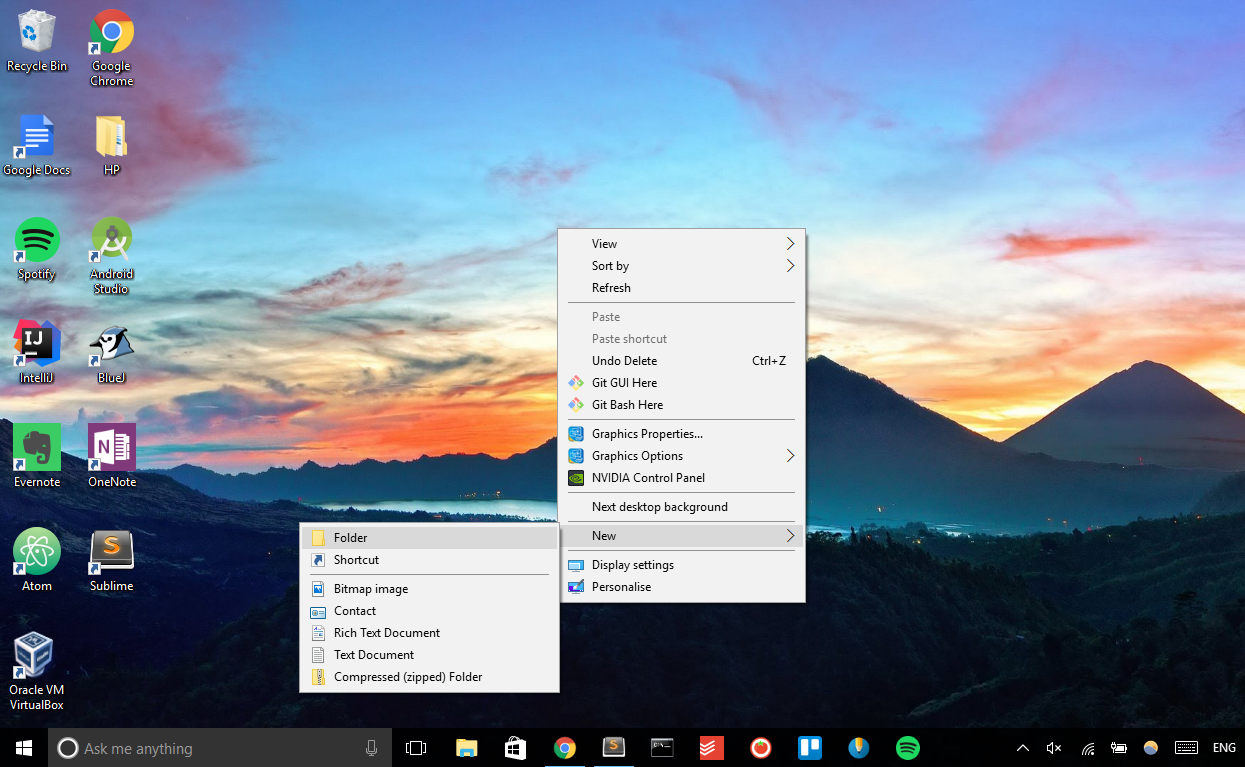 Recycle Bin
Google
Chrome
Google Docs
HP
Spotify
Android
Studio
IJ
IntelliJ
BlueJ
Evernote
N
OneNote
Atom
S
Sublime
Oracle VM
VirtualBox
View
Sort by
Refresh
Paste
Paste shortcut
Undo Delete Ctrl+Z
Git GUI Here
Git Bash Here
Graphics Properties...
Graphics Options
NVIDIA Control Panel
Next desktop background
New
Display settings
Personalise
Folder
Shortcut
Bitmap image
Contact
Rich Text Document
Text Document
Compressed (zipped) Folder
Ask me anything
S
ENG